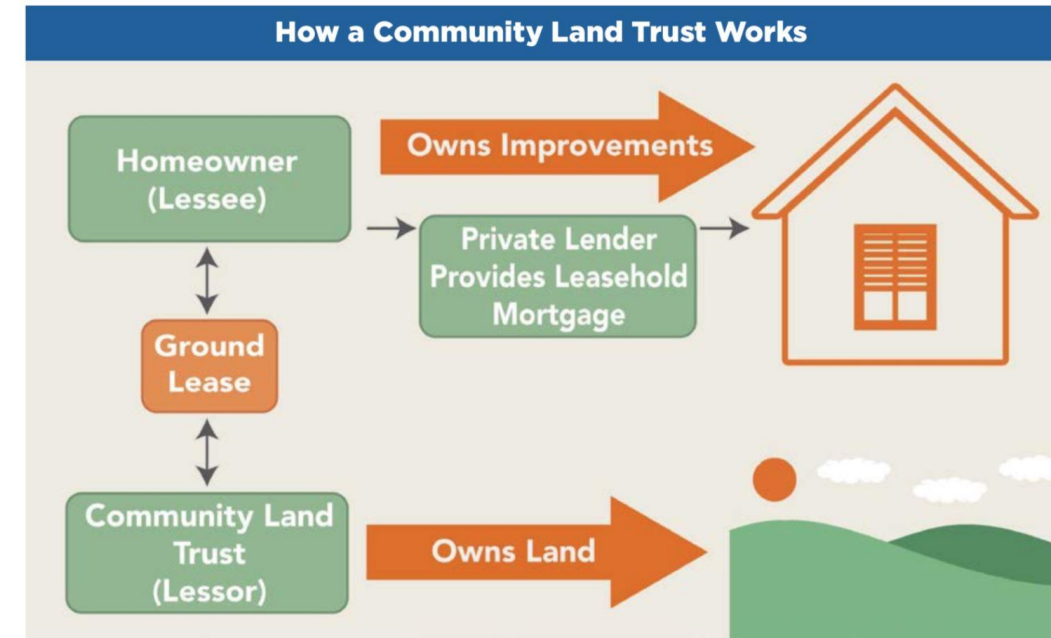 How a Community Land Trust Works
Homeowner
(Lessee)
Owns Improvements
Private Lender
Provides Leasehold
Mortgage
Ground
Lease
Community Land
Trust
(Lessor)
Owns Land